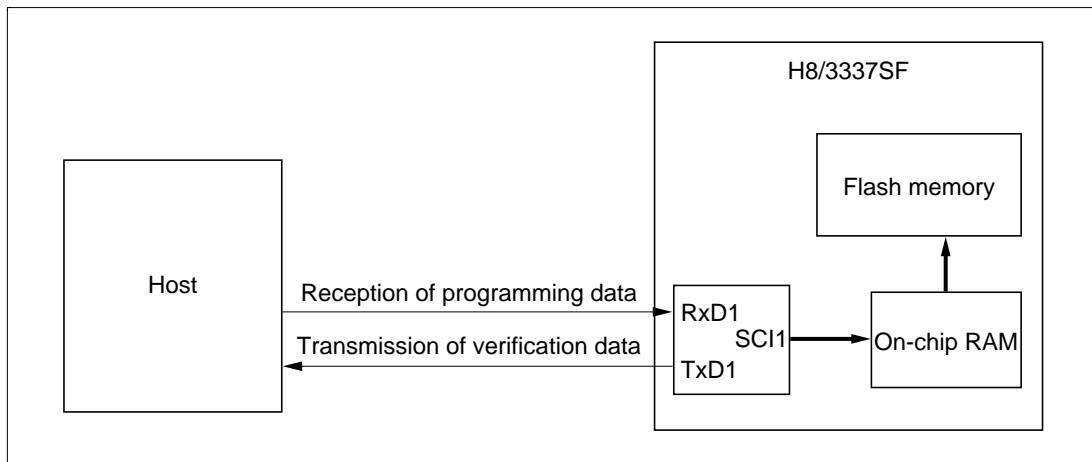 H8/3337SF
Flash memory
Host
Reception of programming data
RxD1
SCI1
On-chip RAM
Transmission of verification data
TxD1